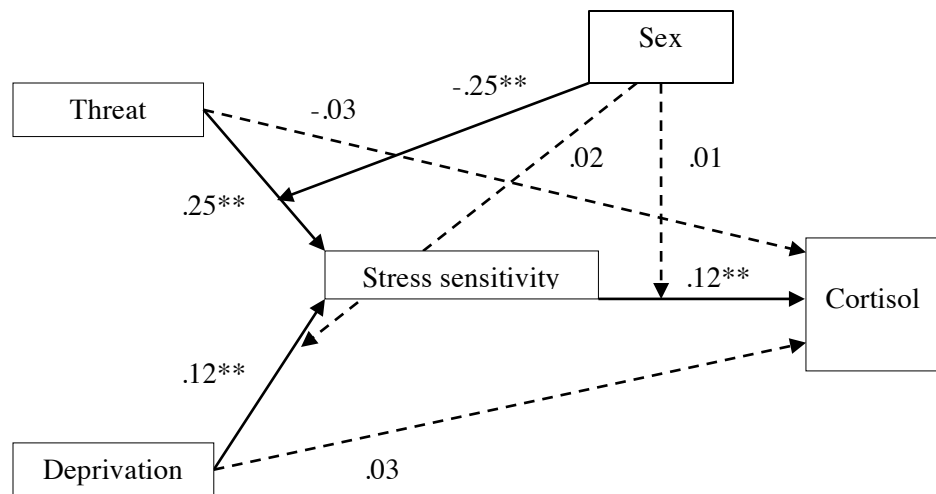 Sex
-.25**
Threat
-.03
.02
.01
.25**
Stress sensitivity
.12**
Cortisol
.12**
Deprivation
.03